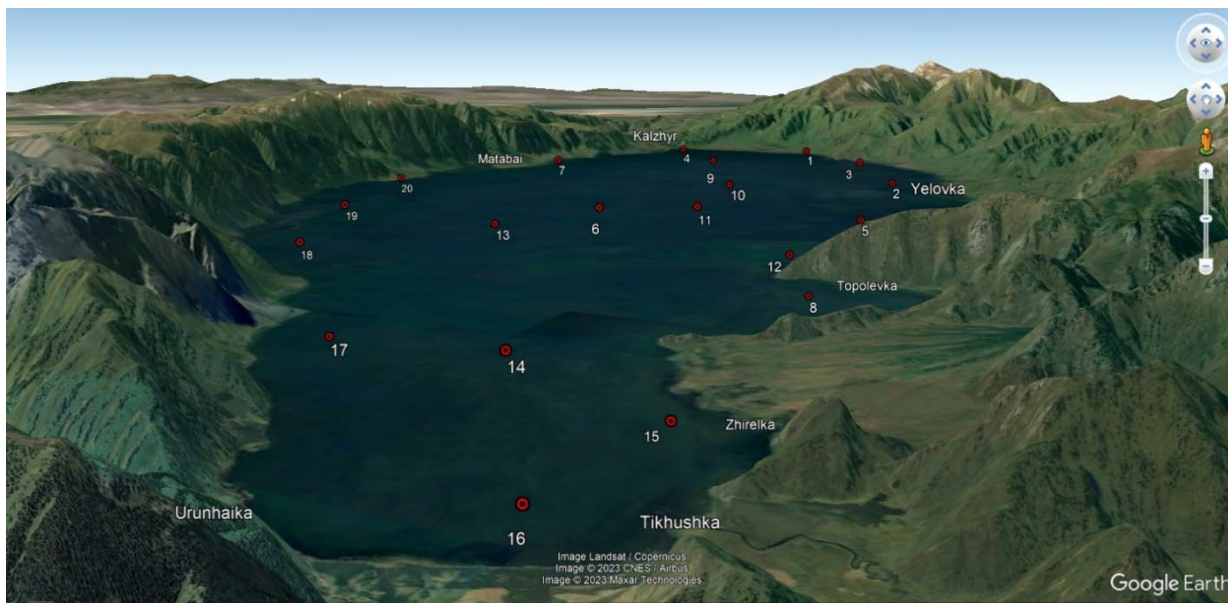 Kalzhyr
Matabai
4
1
7
9
3
20
10
2
Yelovka
19
6
11
13
5
18
12
Topolevka
8
17
14
15
Zhirelka
Urunhaika
16
Tikhushka
Image Landsat / Copernicus
Image © 2023 CNES / Airbus
Image © 2023 Maxar Technologies
Google Earth